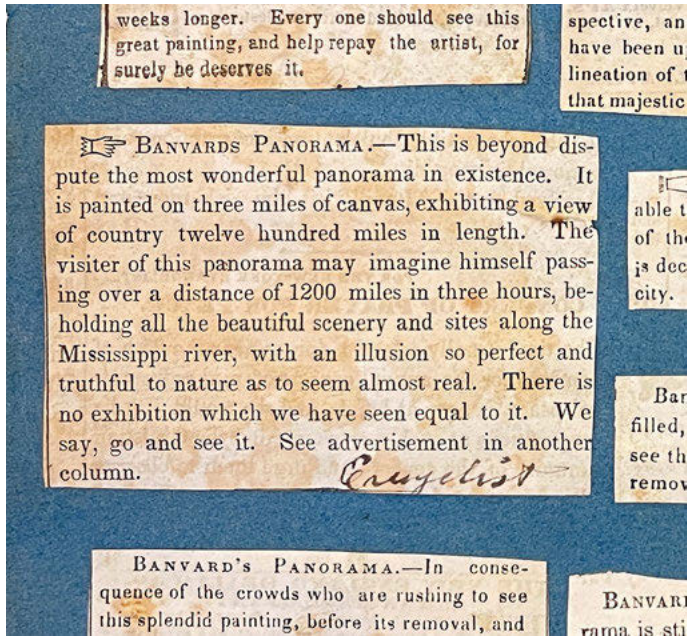 weeks longer. Every one should see this
great painting, and help repay the artist, for
surely he deserves it.
spective, an
have been u
lineation of
that majestic
☞ BANVARDS PANORAMA.—This is beyond dis-
pute the most wonderful panorama in existence. It
is painted on three miles of canvas, exhibiting a view
of country twelve hundred miles in length. The
visiter of this panorama may imagine himself pass-
ing over a distance of 1200 miles in three hours, be-
holding all the beautiful scenery and sites along the
Mississippi river, with an illusion so perfect and
truthful to nature as to seem almost real. There is
no exhibition which we have seen equal to it. We
say, go and see it. See advertisement in another
column.
able t
of the
is dec
city.
Ban
filled,
see th
remov
BANVARD'S PANORAMA.—In conse-
quence of the crowds who are rushing to see
this splendid painting, before its removal, and
BANVARD
rama is sti